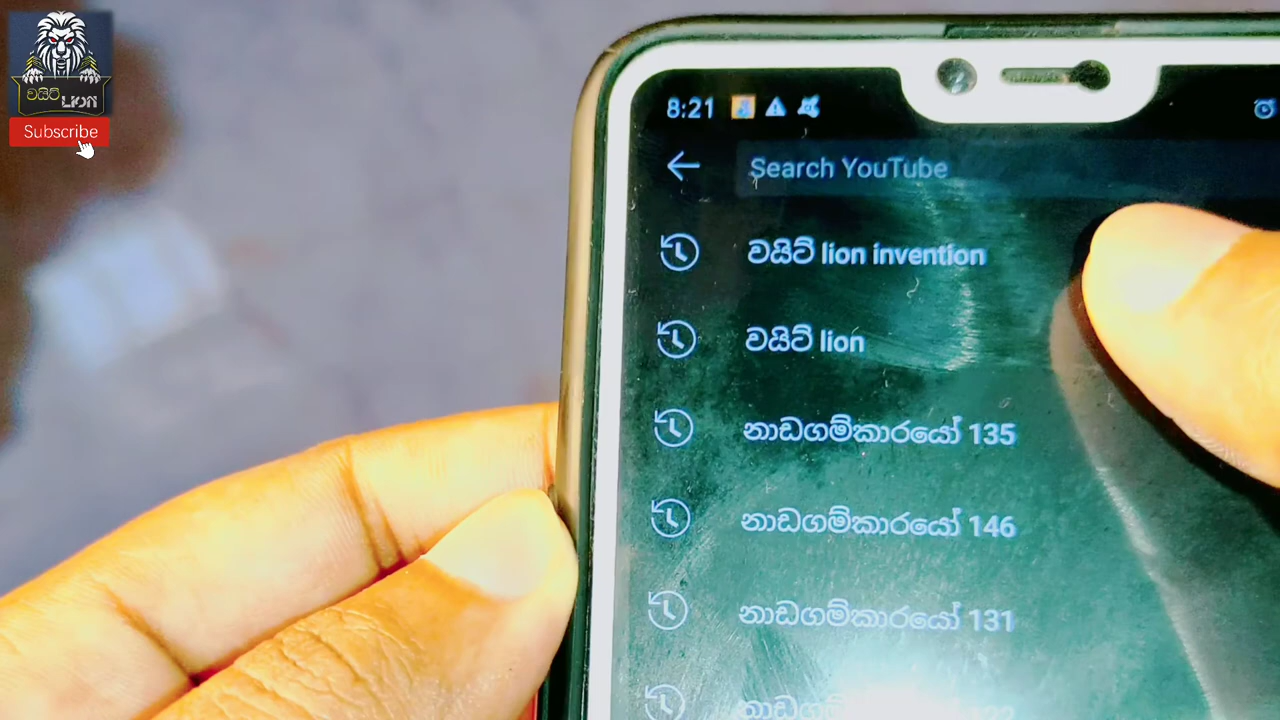 වයිට්
LION
Subscribe
8:21
Search YouTube
වයිට් lion invention
වයිට් lion
නාඩගම්කාරයෝ 135
නාඩගම්කාරයෝ 146
නාඩගම්කාරයෝ 131